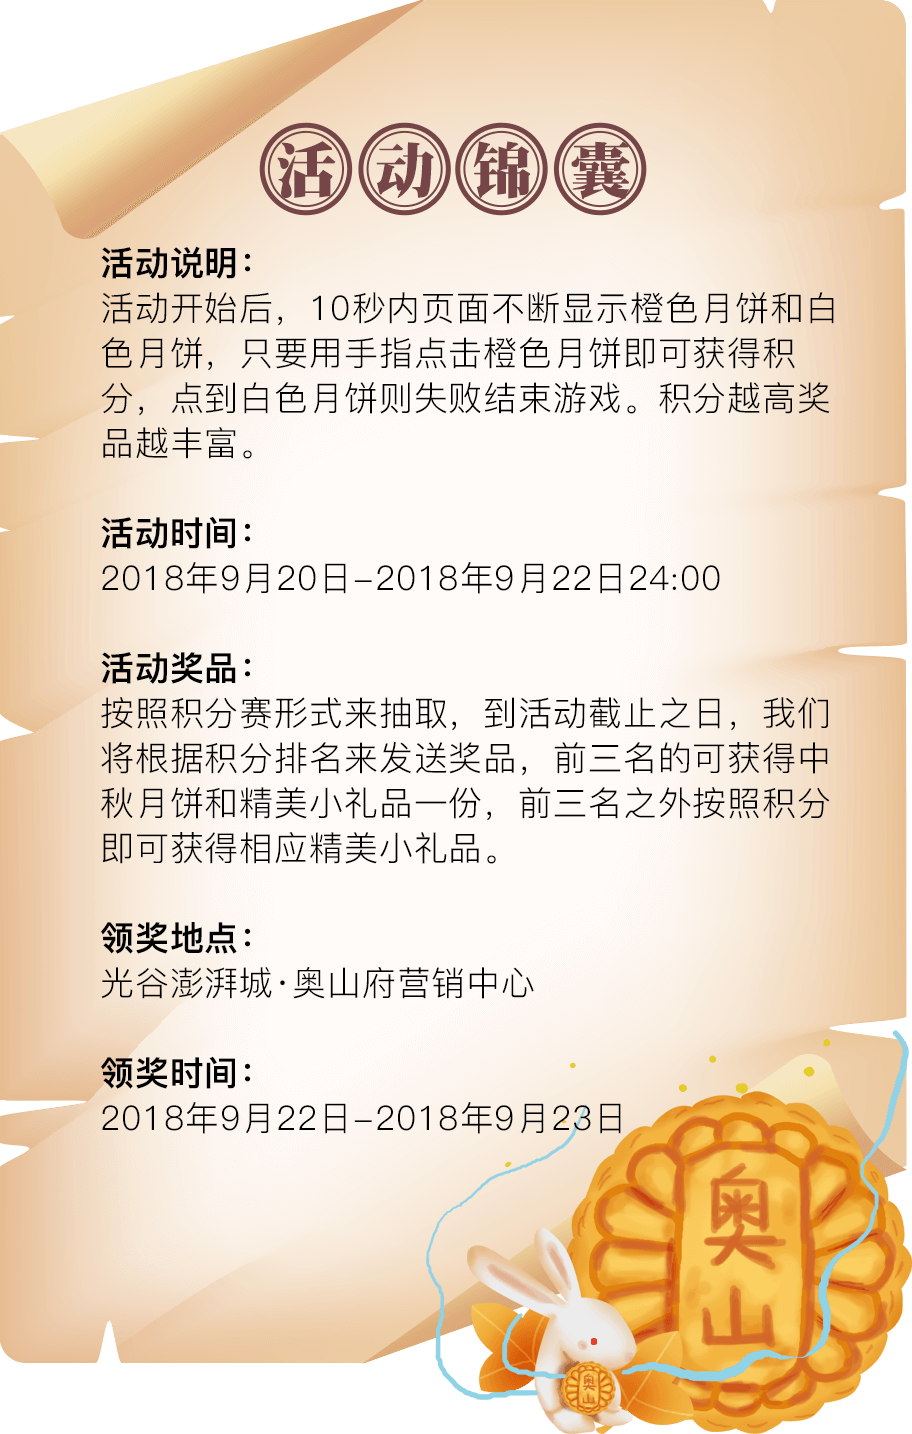 活动锦囊
活动说明：
活动开始后，10秒内页面不断显示橙色月饼和白
色月饼，只要用手指点击橙色月饼即可获得积
分，点到白色月饼则失败结束游戏。积分越高奖
品越丰富。
活动时间：
2018年9月20日-2018年9月22日24:00
活动奖品：
按照积分赛形式来抽取，到活动截止之日，我们
将根据积分排名来发送奖品，前三名的可获得中
秋月饼和精美小礼品一份，前三名之外按照积分
即可获得相应精美小礼品。
领奖地点：
光谷澎湃城·奥山府营销中心
领奖时间：
2018年9月22日-2018年9月23日
奥
山
奥
山